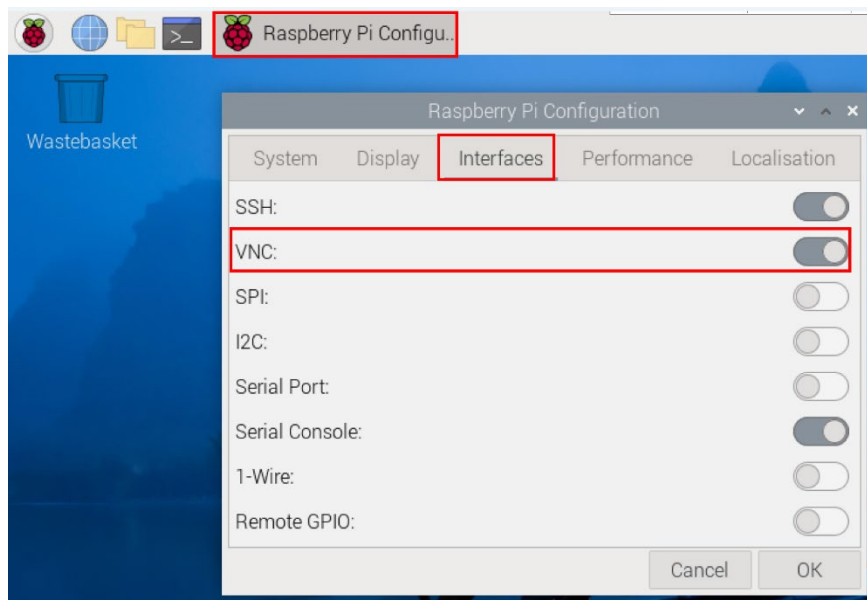 Raspberry Pi Configu..
Wastebasket
Raspberry Pi Configuration
System Display Interfaces Performance Localisation
SSH:
VNC:
SPI:
I2C:
Serial Port:
Serial Console:
1-Wire:
Remote GPIO:
Cancel OK